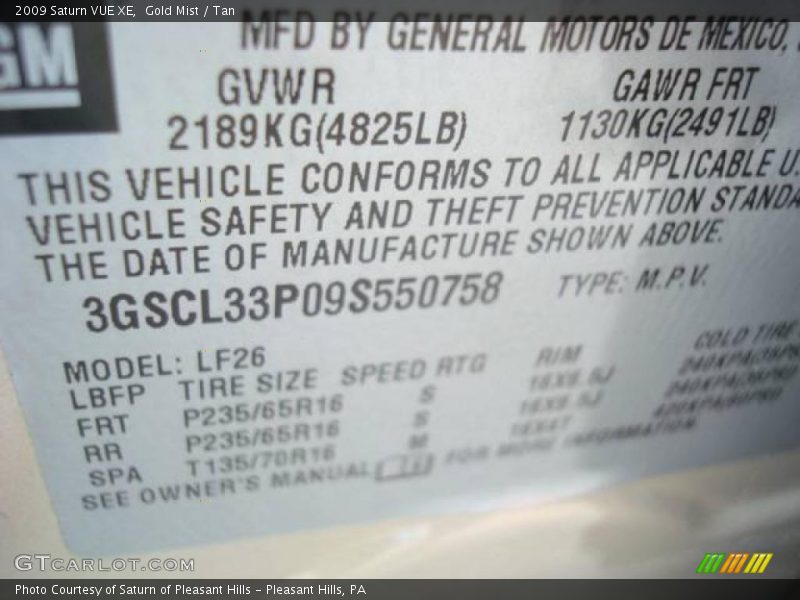 2009 Saturn VUE XE,  Gold Mist / Tan
GM
MFD BY GENERAL MOTORS DE MEXICO,
GVWR GAWR FRT
2189KG(4825LB) 1130KG(2491LB)
THIS VEHICLE CONFORMS TO ALL APPLICABLE U.
VEHICLE SAFETY AND THEFT PREVENTION STANDA
THE DATE OF MANUFACTURE SHOWN ABOVE.
3GSCL33P09S550758 TYPE: M.P.V.
MODEL: LF26
LBFP TIRE SIZE SPEED RTG RIM COLD TIRE
FRT P235/65R16 S 16X6.5J
RR P235/65R16 S 16X6.5J
SPA T135/70R16 M 16X4T
SEE OWNER'S MANUAL FOR MORE INFORMATION
GTCARLOT.COM
Photo Courtesy of Saturn of Pleasant Hills - Pleasant Hills, PA